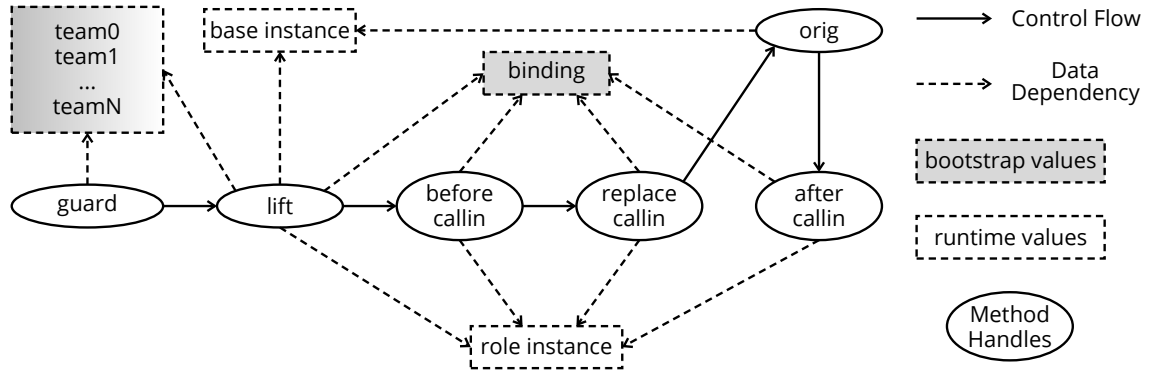 team0
team1
...
teamN
base instance
binding
orig
guard
lift
before
callin
replace
callin
after
callin
role instance
Control Flow
Data
Dependency
bootstrap values
runtime values
Method
Handles